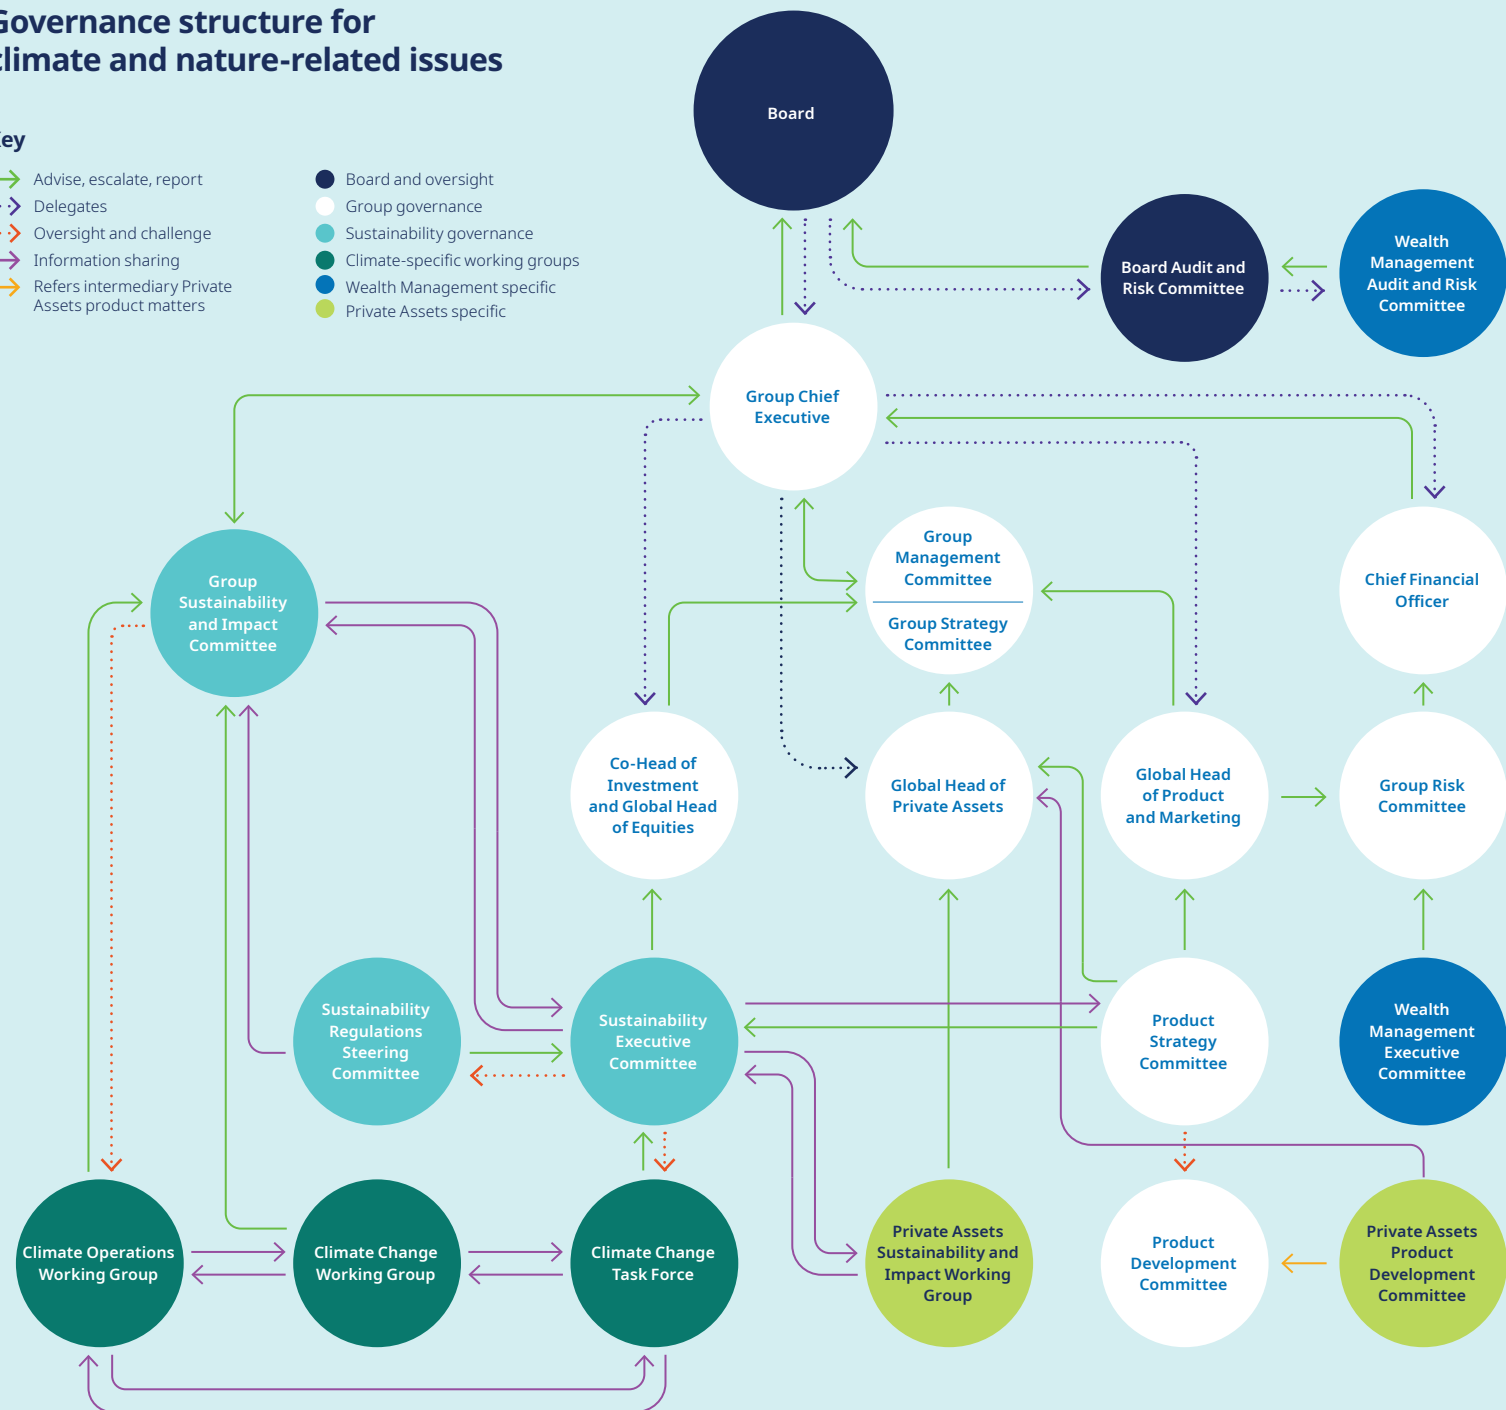 Governance structure for
climate and nature-related issues
Key
Advise, escalate, report
Delegates
Oversight and challenge
Information sharing
Refers intermediary Private
Assets product matters
Board and oversight
Group governance
Sustainability governance
Climate-specific working groups
Wealth Management specific
Private Assets specific
Board
Board Audit and
Risk Committee
Wealth
Management
Audit and Risk
Committee
Group Chief
Executive
Group
Sustainability
and Impact
Committee
Group
Management
Committee
Group Strategy
Committee
Chief Financial
Officer
Co-Head of
Investment
and Global Head
of Equities
Global Head of
Private Assets
Global Head
of Product
and Marketing
Group Risk
Committee
Sustainability
Regulations
Steering
Committee
Sustainability
Executive
Committee
Product
Strategy
Committee
Wealth
Management
Executive
Committee
Climate Operations
Working Group
Climate Change
Working Group
Climate Change
Task Force
Private Assets
Sustainability and
Impact Working
Group
Product
Development
Committee
Private Assets
Product
Development
Committee